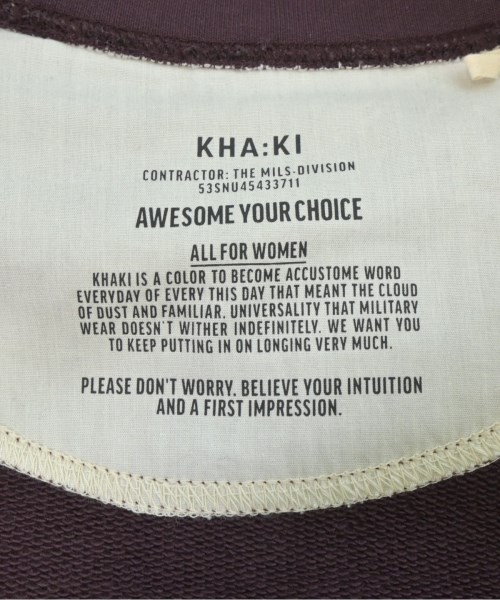 KHA:KI
CONTRACTOR: THE MILS-DIVISION
53SNU45433711
AWESOME YOUR CHOICE
ALL FOR WOMEN
KHAKI IS A COLOR TO BECOME ACCUSTOME WORD
EVERYDAY OF EVERY THIS DAY THAT MEANT THE CLOUD
OF DUST AND FAMILIAR. UNIVERSALITY THAT MILITARY
WEAR DOESN'T WITHER INDEFINITELY. WE WANT YOU
TO KEEP PUTTING IN ON LONGING VERY MUCH.
PLEASE DON'T WORRY. BELIEVE YOUR INTUITION
AND A FIRST IMPRESSION.